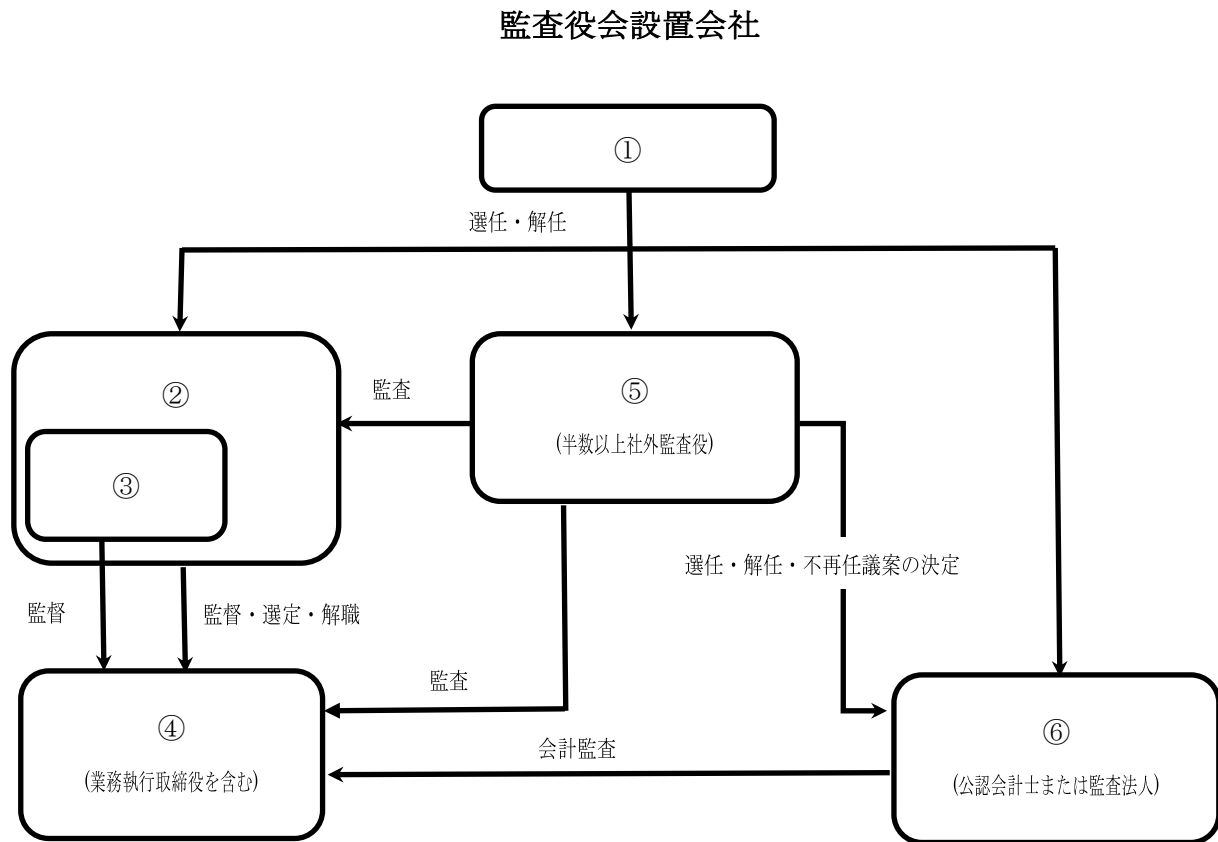 監査役会設置会社
①
選任・解任
②
監査
⑤
(半数以上社外監査役)
③
選任・解任・不再任議案の決定
監督
監督・選定・解職
監査
④
(業務執行取締役を含む)
会計監査
⑥
(公認会計士または監査法人)